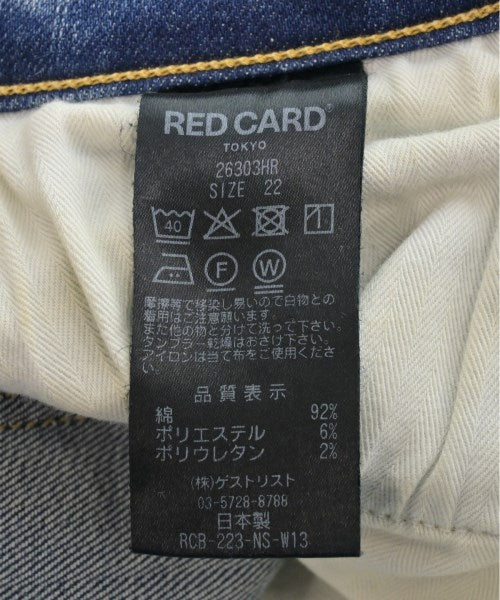 RED CARD®
TOKYO
26303HR
SIZE 22
40
F W
摩擦等で移染し易いので白物との
着用はご注意願います。
また他の物と分けて洗って下さい。
タンブラー乾燥はおさけ下さい。
アイロンは当て布をご使用くださ
い。
品質表示
綿 92%
ポリエステル 6%
ポリウレタン 2%
(株)ゲストリスト
03-5728-8788
日本製
RCB-223-NS-W13